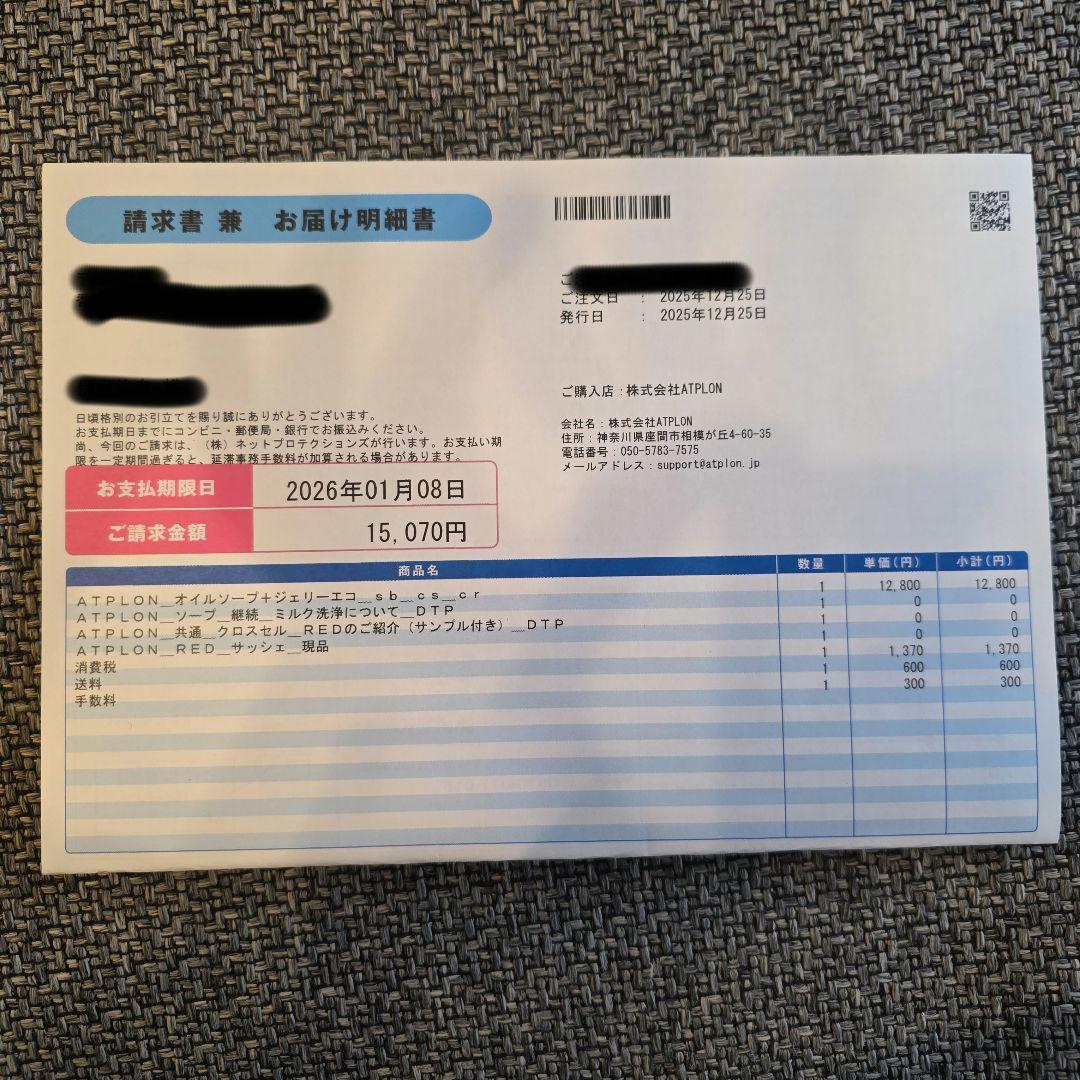 請求書 兼 お届け明細書
ご注文日 : 2025年12月25日
発行日 : 2025年12月25日
ご購入店:株式会社ATPLON
会社名:株式会社ATPLON
住所:神奈川県座間市相模が丘4-60-35
電話番号:050-5783-7575
メールアドレス:support@atplon.jp
日頃格別のお引立てを賜り誠にありがとうございます。
お支払期日までにコンビニ・郵便局・銀行でお振込みください。
尚、今回のご請求は、(株)ネットプロテクションズが行います。お支払い期
限を一定期間過ぎると、延滞事務手数料が加算される場合があります。
お支払期限日 2026年01月08日
ご請求金額 15,070円
商品名 数量 単価(円) 小計(円)
ATPLON_オイルソープ+ジェリーエコ_sb_cs_cr 1 12,800 12,800
ATPLON_ソープ_継続_ミルク洗浄について_DTP 1 0 0
ATPLON_共通_クロスセル_REDのご紹介(サンプル付き)_DTP 1 0 0
ATPLON_RED_サッシェ_現品 1 0 0
消費税 1 1,370 1,370
送料 1 600 600
手数料 1 300 300